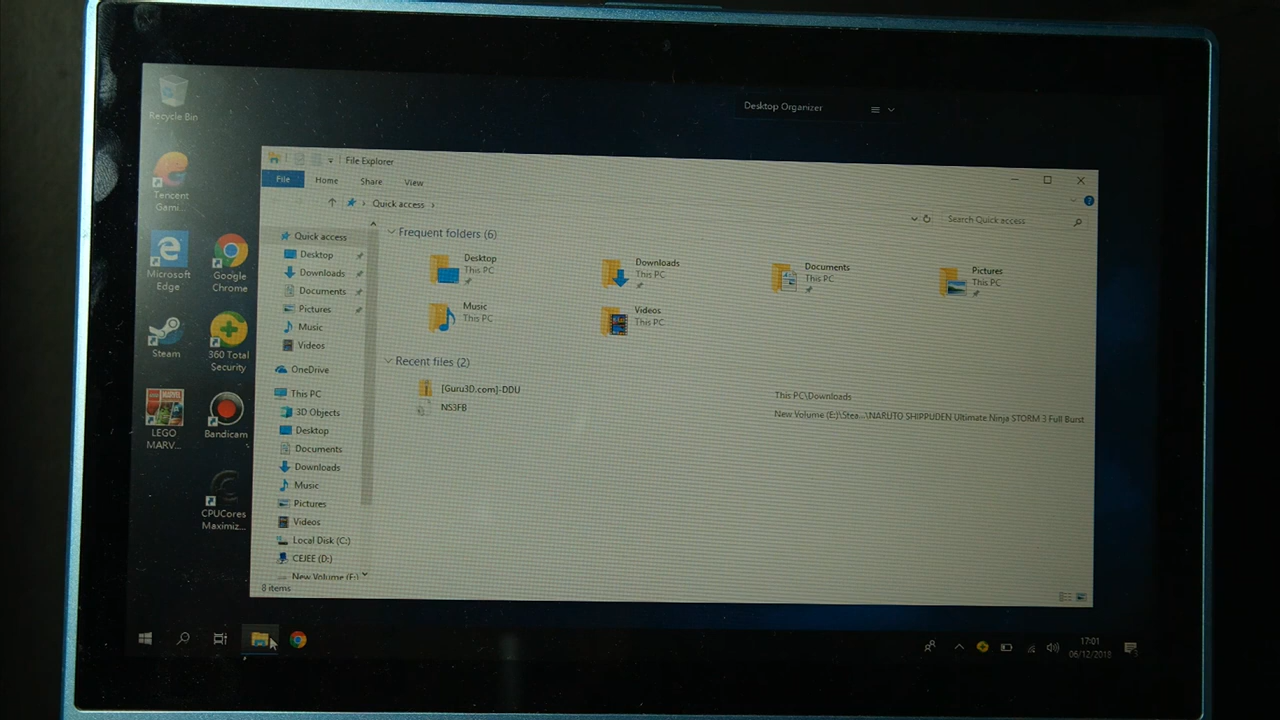 Recycle Bin
Tencent
Gami...
Microsoft
Edge
Google
Chrome
Steam
360 Total
Security
LEGO
MARV...
Bandicam
CPUCores
Maximiz...
Desktop Organizer
File Explorer
File Home Share View
Quick access
Search Quick access
Quick access
Desktop
Downloads
Documents
Pictures
Music
Videos
OneDrive
This PC
3D Objects
Desktop
Documents
Downloads
Music
Pictures
Videos
Local Disk (C:)
CEJEE (D:)
New Volume (E:)
8 items
Frequent folders (6)
Desktop
This PC
Downloads
This PC
Documents
This PC
Pictures
This PC
Music
This PC
Videos
This PC
Recent files (2)
[Guru3D.com]-DDU
This PC\Downloads
NS3FB
New Volume (E:)\Stea...\NARUTO SHIPPUDEN Ultimate Ninja STORM 3 Full Burst
17:01
06/12/2018
3